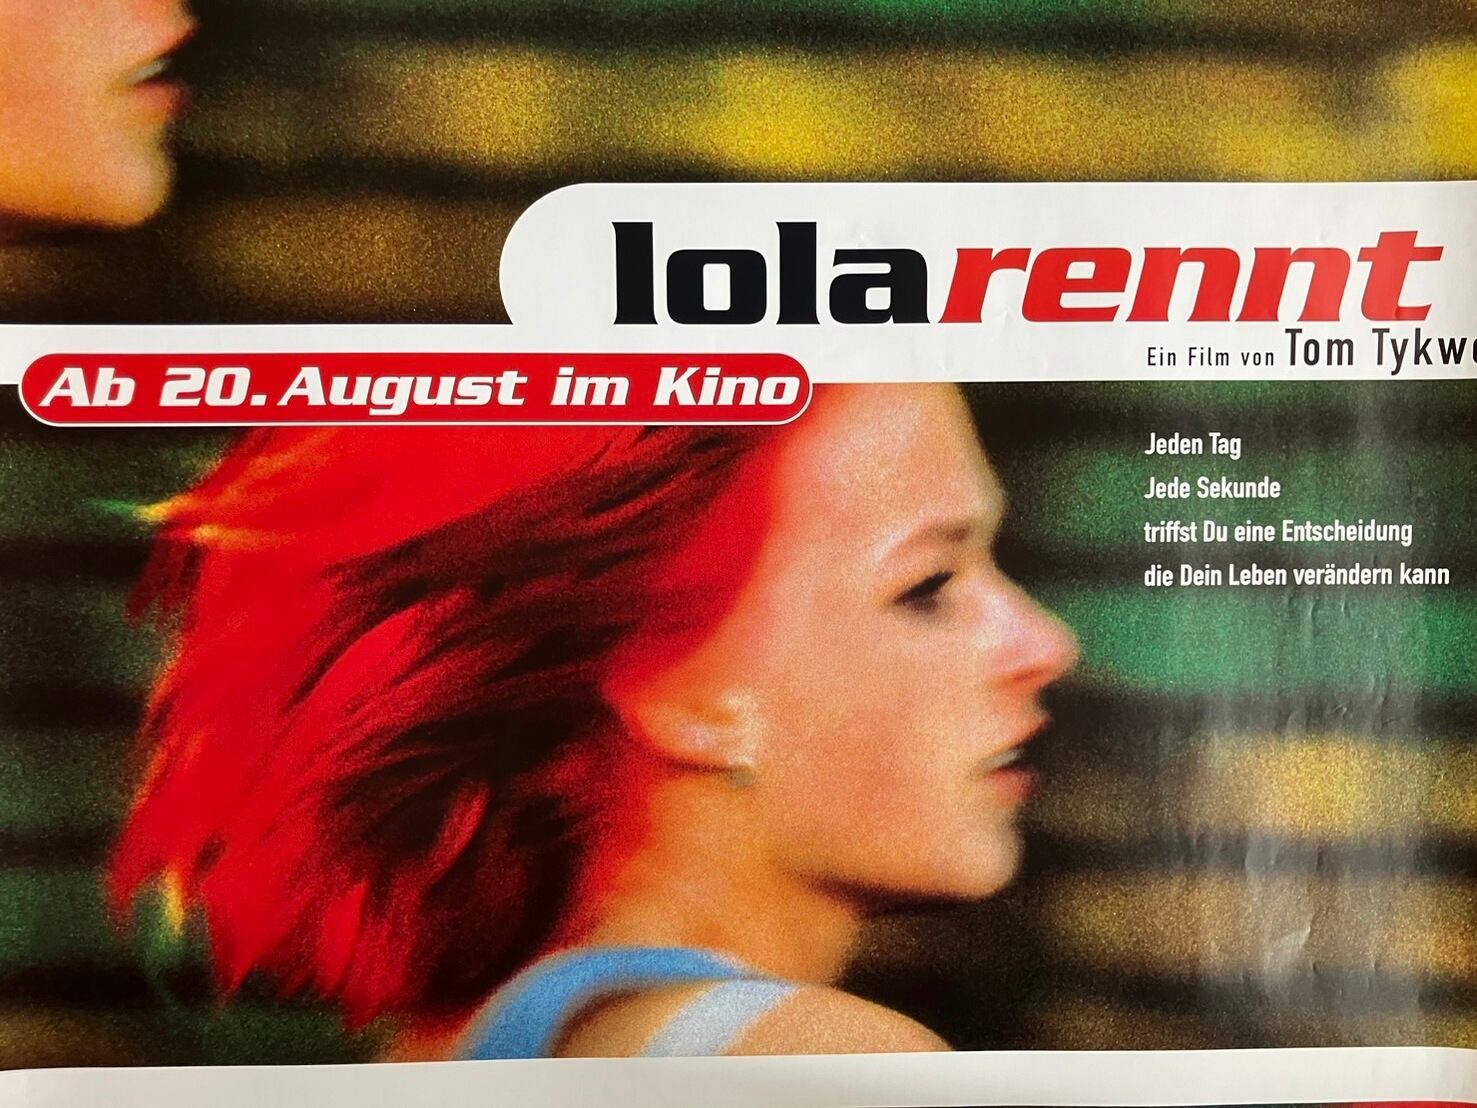 lolarennt
Ein Film von Tom Tykwe
Ab 20. August im Kino
Jeden Tag
Jede Sekunde
triffst Du eine Entscheidung
die Dein Leben verändern kann